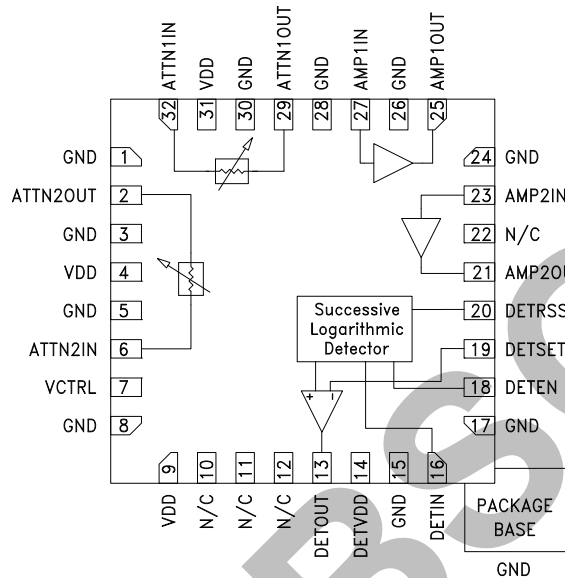 ATTN1IN
VDD
GND
ATTN1OUT
GND
AMP1IN
GND
AMP1OUT
32 31 30 29 28 27 26 25
GND 1
ATTN2OUT 2
GND 3
VDD 4
GND 5
ATTN2IN 6
VCTRL 7
GND 8
24 GND
23 AMP2IN
22 N/C
21 AMP2OU
20 DETRSS
19 DETSET
18 DETEN
17 GND
Successive
Logarithmic
Detector
+ −
9 10 11 12 13 14 15 16
VDD
N/C
N/C
N/C
DETOUT
DETVDD
GND
DETIN
PACKAGE
BASE
GND